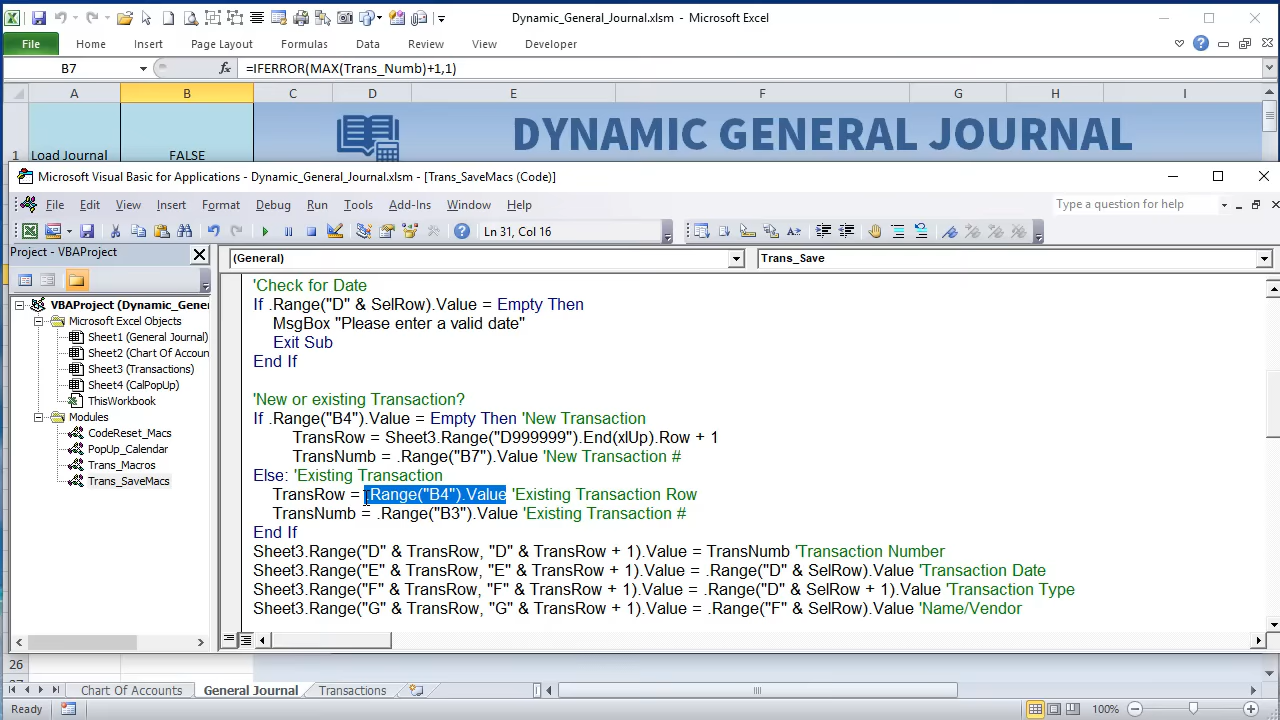 Dynamic_General_Journal.xlsm - Microsoft Excel
File Home Insert Page Layout Formulas Data Review View Developer
B7 fx =IFERROR(MAX(Trans_Numb)+1,1)
A B C D E F G H I
1 Load Journal FALSE DYNAMIC GENERAL JOURNAL
Microsoft Visual Basic for Applications - Dynamic_General_Journal.xlsm - [Trans_SaveMacs (Code)]
File Edit View Insert Format Debug Run Tools Add-Ins Window Help Type a question for help
Ln 31, Col 16
Project - VBAProject
(General) Trans_Save
VBAProject (Dynamic_Gener
Microsoft Excel Objects
Sheet1 (General Journal)
Sheet2 (Chart Of Accoun
Sheet3 (Transactions)
Sheet4 (CalPopUp)
ThisWorkbook
Modules
CodeReset_Macs
PopUp_Calendar
Trans_Macros
Trans_SaveMacs
'Check for Date
If .Range("D" & SelRow).Value = Empty Then
MsgBox "Please enter a valid date"
Exit Sub
End If
'New or existing Transaction?
If .Range("B4").Value = Empty Then 'New Transaction
TransRow = Sheet3.Range("D999999").End(xlUp).Row + 1
TransNumb = .Range("B7").Value 'New Transaction #
Else: 'Existing Transaction
TransRow = .Range("B4").Value 'Existing Transaction Row
TransNumb = .Range("B3").Value 'Existing Transaction #
End If
Sheet3.Range("D" & TransRow, "D" & TransRow + 1).Value = TransNumb 'Transaction Number
Sheet3.Range("E" & TransRow, "E" & TransRow + 1).Value = .Range("D" & SelRow).Value 'Transaction Date
Sheet3.Range("F" & TransRow, "F" & TransRow + 1).Value = .Range("D" & SelRow + 1).Value 'Transaction Type
Sheet3.Range("G" & TransRow, "G" & TransRow + 1).Value = .Range("F" & SelRow).Value 'Name/Vendor
26
Chart Of Accounts General Journal Transactions
Ready 100%